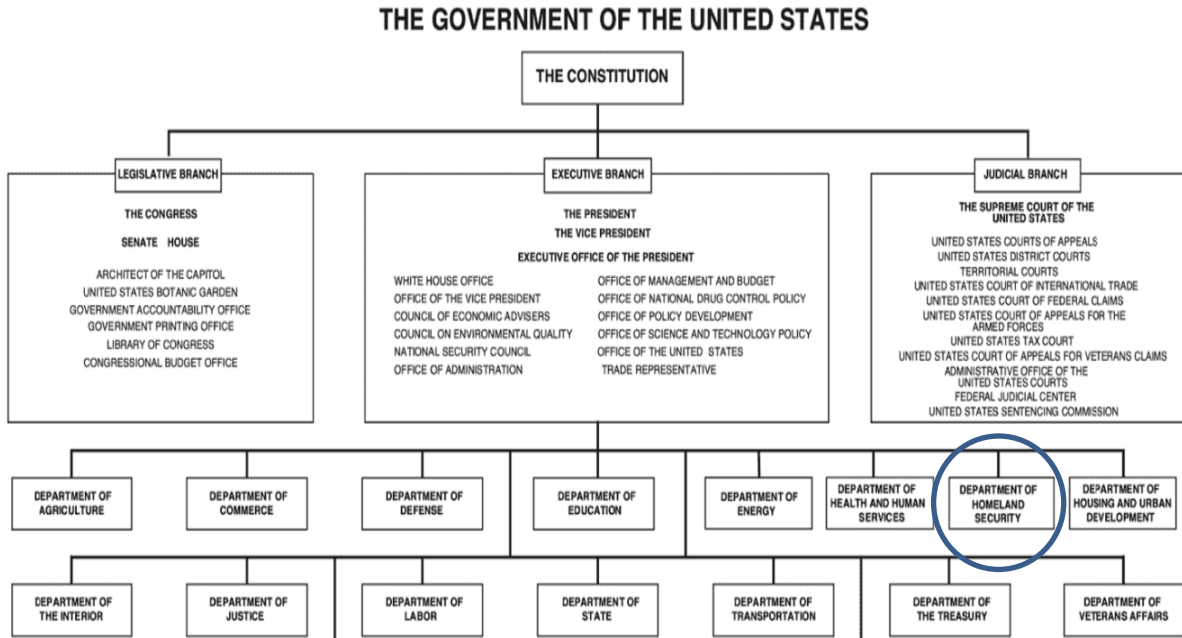 THE GOVERNMENT OF THE UNITED STATES
THE CONSTITUTION
LEGISLATIVE BRANCH
THE CONGRESS
SENATE HOUSE
ARCHITECT OF THE CAPITOL
UNITED STATES BOTANIC GARDEN
GOVERNMENT ACCOUNTABILITY OFFICE
GOVERNMENT PRINTING OFFICE
LIBRARY OF CONGRESS
CONGRESSIONAL BUDGET OFFICE
EXECUTIVE BRANCH
THE PRESIDENT
THE VICE PRESIDENT
EXECUTIVE OFFICE OF THE PRESIDENT
WHITE HOUSE OFFICE
OFFICE OF THE VICE PRESIDENT
COUNCIL OF ECONOMIC ADVISERS
COUNCIL ON ENVIRONMENTAL QUALITY
NATIONAL SECURITY COUNCIL
OFFICE OF ADMINISTRATION
OFFICE OF MANAGEMENT AND BUDGET
OFFICE OF NATIONAL DRUG CONTROL POLICY
OFFICE OF POLICY DEVELOPMENT
OFFICE OF SCIENCE AND TECHNOLOGY POLICY
OFFICE OF THE UNITED STATES
TRADE REPRESENTATIVE
JUDICIAL BRANCH
THE SUPREME COURT OF THE
UNITED STATES
UNITED STATES COURTS OF APPEALS
UNITED STATES DISTRICT COURTS
TERRITORIAL COURTS
UNITED STATES COURT OF INTERNATIONAL TRADE
UNITED STATES COURT OF FEDERAL CLAIMS
UNITED STATES COURT OF APPEALS FOR THE
ARMED FORCES
UNITED STATES TAX COURT
UNITED STATES COURT OF APPEALS FOR VETERANS CLAIMS
ADMINISTRATIVE OFFICE OF THE
UNITED STATES COURTS
FEDERAL JUDICIAL CENTER
UNITED STATES SENTENCING COMMISSION
DEPARTMENT OF
AGRICULTURE
DEPARTMENT OF
COMMERCE
DEPARTMENT OF
DEFENSE
DEPARTMENT OF
EDUCATION
DEPARTMENT OF
ENERGY
DEPARTMENT OF
HEALTH AND HUMAN
SERVICES
DEPARTMENT OF
HOMELAND
SECURITY
DEPARTMENT OF
HOUSING AND URBAN
DEVELOPMENT
DEPARTMENT OF
THE INTERIOR
DEPARTMENT OF
JUSTICE
DEPARTMENT OF
LABOR
DEPARTMENT OF
STATE
DEPARTMENT OF
TRANSPORTATION
DEPARTMENT OF
THE TREASURY
DEPARTMENT OF
VETERANS AFFAIRS